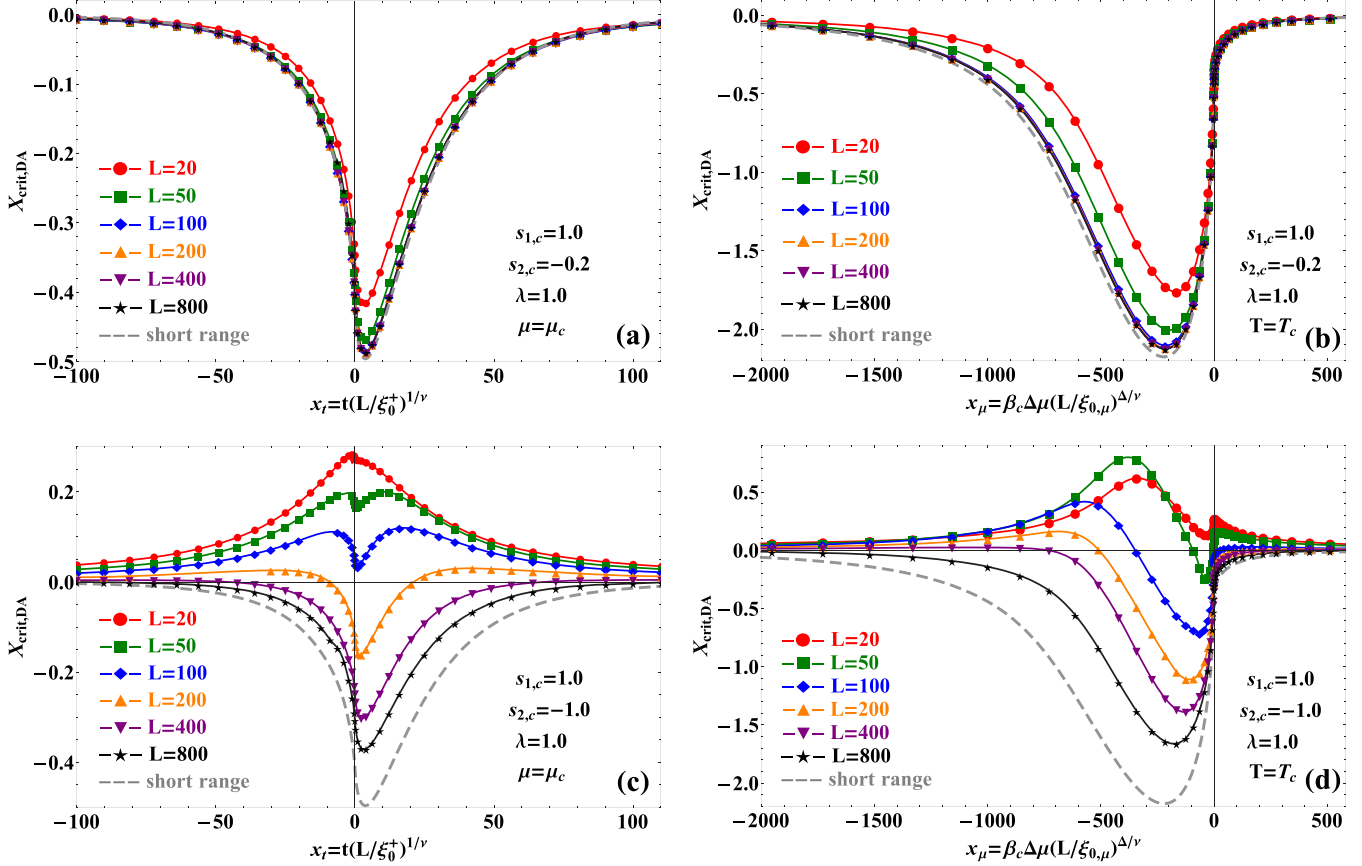 0.0
−0.1
−0.2
−0.3
−0.4
−0.5
X_crit,DA
L=20
L=50
L=100
L=200
L=400
L=800
short range
s_1,c=1.0
s_2,c=−0.2
λ=1.0
μ=μ_c
(a)
−100
−50
0
50
100
x_t=t(L/ξ_0^+)^1/ν
0.0
−0.5
−1.0
−1.5
−2.0
X_crit,DA
L=20
L=50
L=100
L=200
L=400
L=800
short range
s_1,c=1.0
s_2,c=−0.2
λ=1.0
T=T_c
(b)
−2000
−1500
−1000
−500
0
500
x_μ=β_cΔμ(L/ξ_0,μ)^Δ/ν
0.2
0.0
−0.2
−0.4
X_crit,DA
L=20
L=50
L=100
L=200
L=400
L=800
short range
s_1,c=1.0
s_2,c=−1.0
λ=1.0
μ=μ_c
(c)
−100
−50
0
50
100
x_t=t(L/ξ_0^+)^1/ν
0.5
0.0
−0.5
−1.0
−1.5
−2.0
X_crit,DA
L=20
L=50
L=100
L=200
L=400
L=800
short range
s_1,c=1.0
s_2,c=−1.0
λ=1.0
T=T_c
(d)
−2000
−1500
−1000
−500
0
500
x_μ=β_cΔμ(L/ξ_0,μ)^Δ/ν